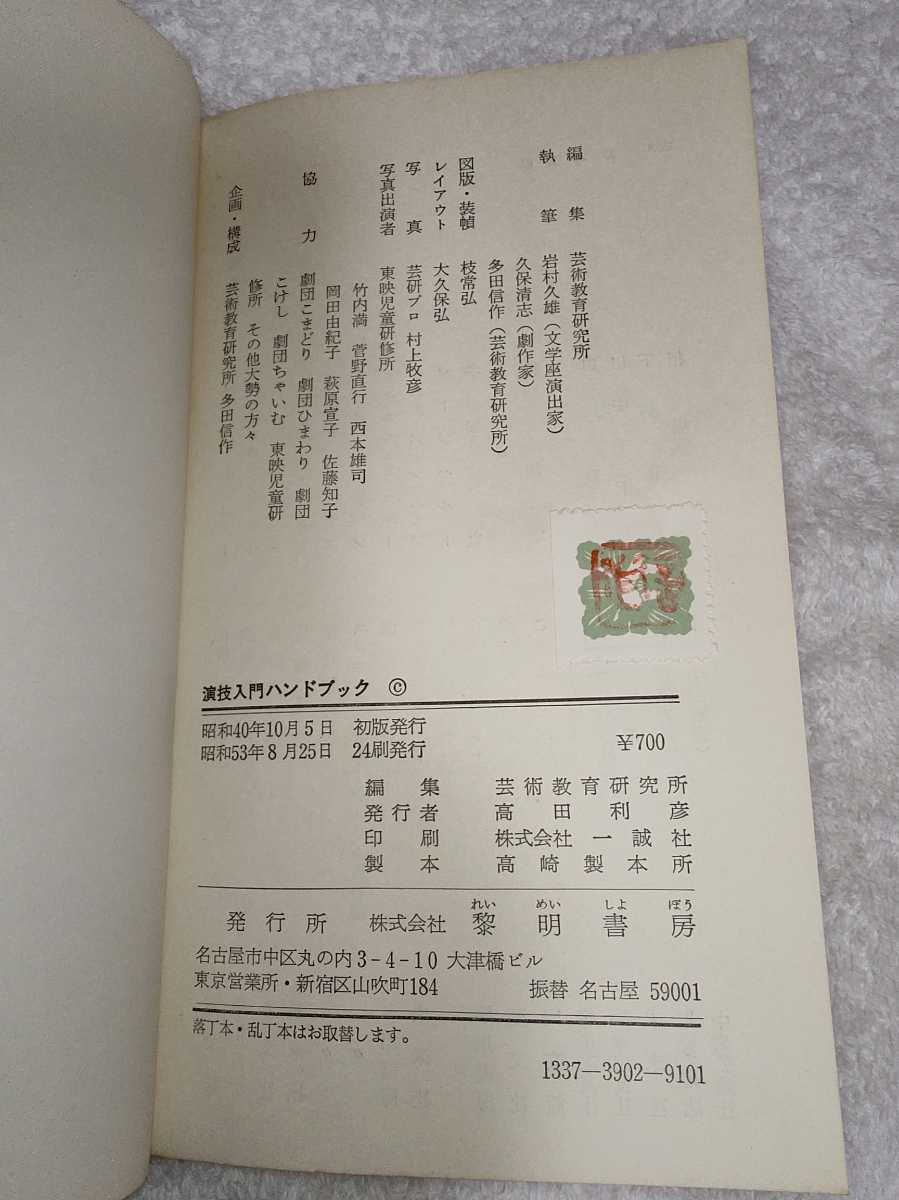 編集 芸術教育研究所
執筆 岩村久雄（文学座演出家）
久保清志（劇作家）
多田信作（芸術教育研究所）
図版・装幀 枝常弘
レイアウト 大久保弘
写真 芸研プロ 村上牧彦
写真出演者 東映児童研修所
竹内満 菅野直行 西本雄司
岡田由紀子 萩原宣子 佐藤知子
協力 劇団こまどり 劇団ひまわり 劇団
こけし 劇団ちゃいむ 東映児童研
修所 その他大勢の方々
企画・構成 芸術教育研究所 多田信作
演技入門ハンドブック ©
昭和40年10月5日 初版発行
昭和53年8月25日 24刷発行
¥700
編集 芸術教育研究所
発行者 高田利彦
印刷 株式会社一誠社
製本 高崎製本所
れい めい しよ ぼう
発行所 株式会社 黎明書房
名古屋市中区丸の内3-4-10 大津橋ビル
東京営業所・新宿区山吹町184 振替 名古屋 59001
落丁本・乱丁本はお取替します。
1337—3902—9101